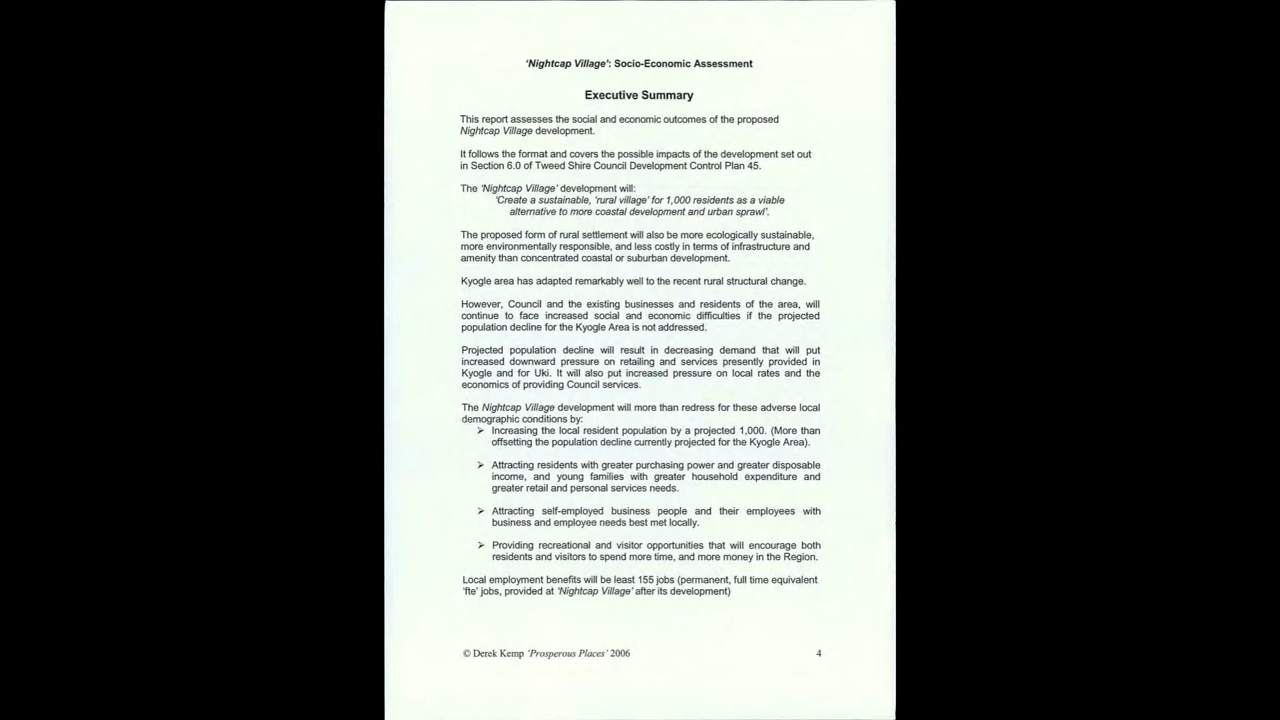 'Nightcap Village': Socio-Economic Assessment
Executive Summary
This report assesses the social and economic outcomes of the proposed
Nightcap Village development.
It follows the format and covers the possible impacts of the development set out
in Section 6.0 of Tweed Shire Council Development Control Plan 45.
The 'Nightcap Village' development will:
'Create a sustainable, 'rural village' for 1,000 residents as a viable
alternative to more coastal development and urban sprawl'.
The proposed form of rural settlement will also be more ecologically sustainable,
more environmentally responsible, and less costly in terms of infrastructure and
amenity than concentrated coastal or suburban development.
Kyogle area has adapted remarkably well to the recent rural structural change.
However, Council and the existing businesses and residents of the area, will
continue to face increased social and economic difficulties if the projected
population decline for the Kyogle Area is not addressed.
Projected population decline will result in decreasing demand that will put
increased downward pressure on retailing and services presently provided in
Kyogle and for Uki. It will also put increased pressure on local rates and the
economics of providing Council services.
The Nightcap Village development will more than redress for these adverse local
demographic conditions by:
➢ Increasing the local resident population by a projected 1,000. (More than
offsetting the population decline currently projected for the Kyogle Area).
➢ Attracting residents with greater purchasing power and greater disposable
income, and young families with greater household expenditure and
greater retail and personal services needs.
➢ Attracting self-employed business people and their employees with
business and employee needs best met locally.
➢ Providing recreational and visitor opportunities that will encourage both
residents and visitors to spend more time, and more money in the Region.
Local employment benefits will be least 155 jobs (permanent, full time equivalent
'fte' jobs, provided at 'Nightcap Village' after its development)
© Derek Kemp 'Prosperous Places' 2006 4